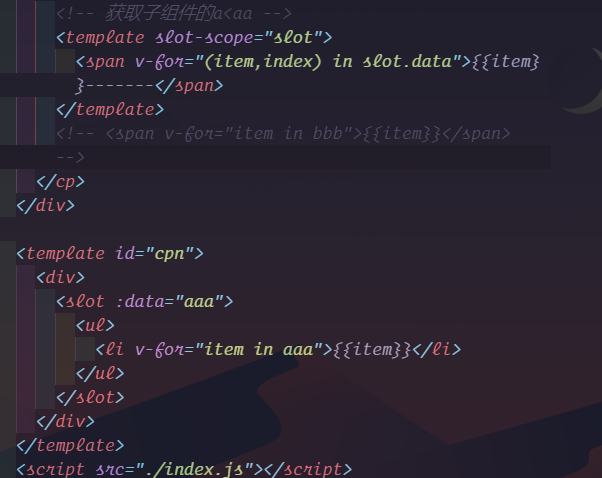 <!-- 获取子组件的a<aa -->
<template slot-scope="slot">
<span v-for="(item,index) in slot.data">{{item}
}-------</span>
</template>
<!-- <span v-for="item in bbb">{{item}}</span>
-->
</cp>
</div>
<template id="cpn">
<div>
<slot :data="aaa">
<ul>
<li v-for="item in aaa">{{item}}</li>
</ul>
</slot>
</div>
</template>
<script src="./index.js"></script>